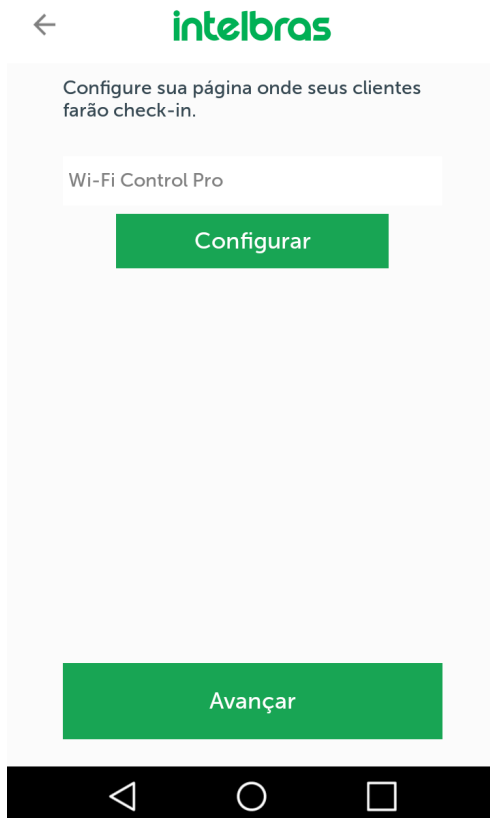 intelbras
Configure sua página onde seus clientes
farão check-in.
Wi-Fi Control Pro
Configurar
Avançar